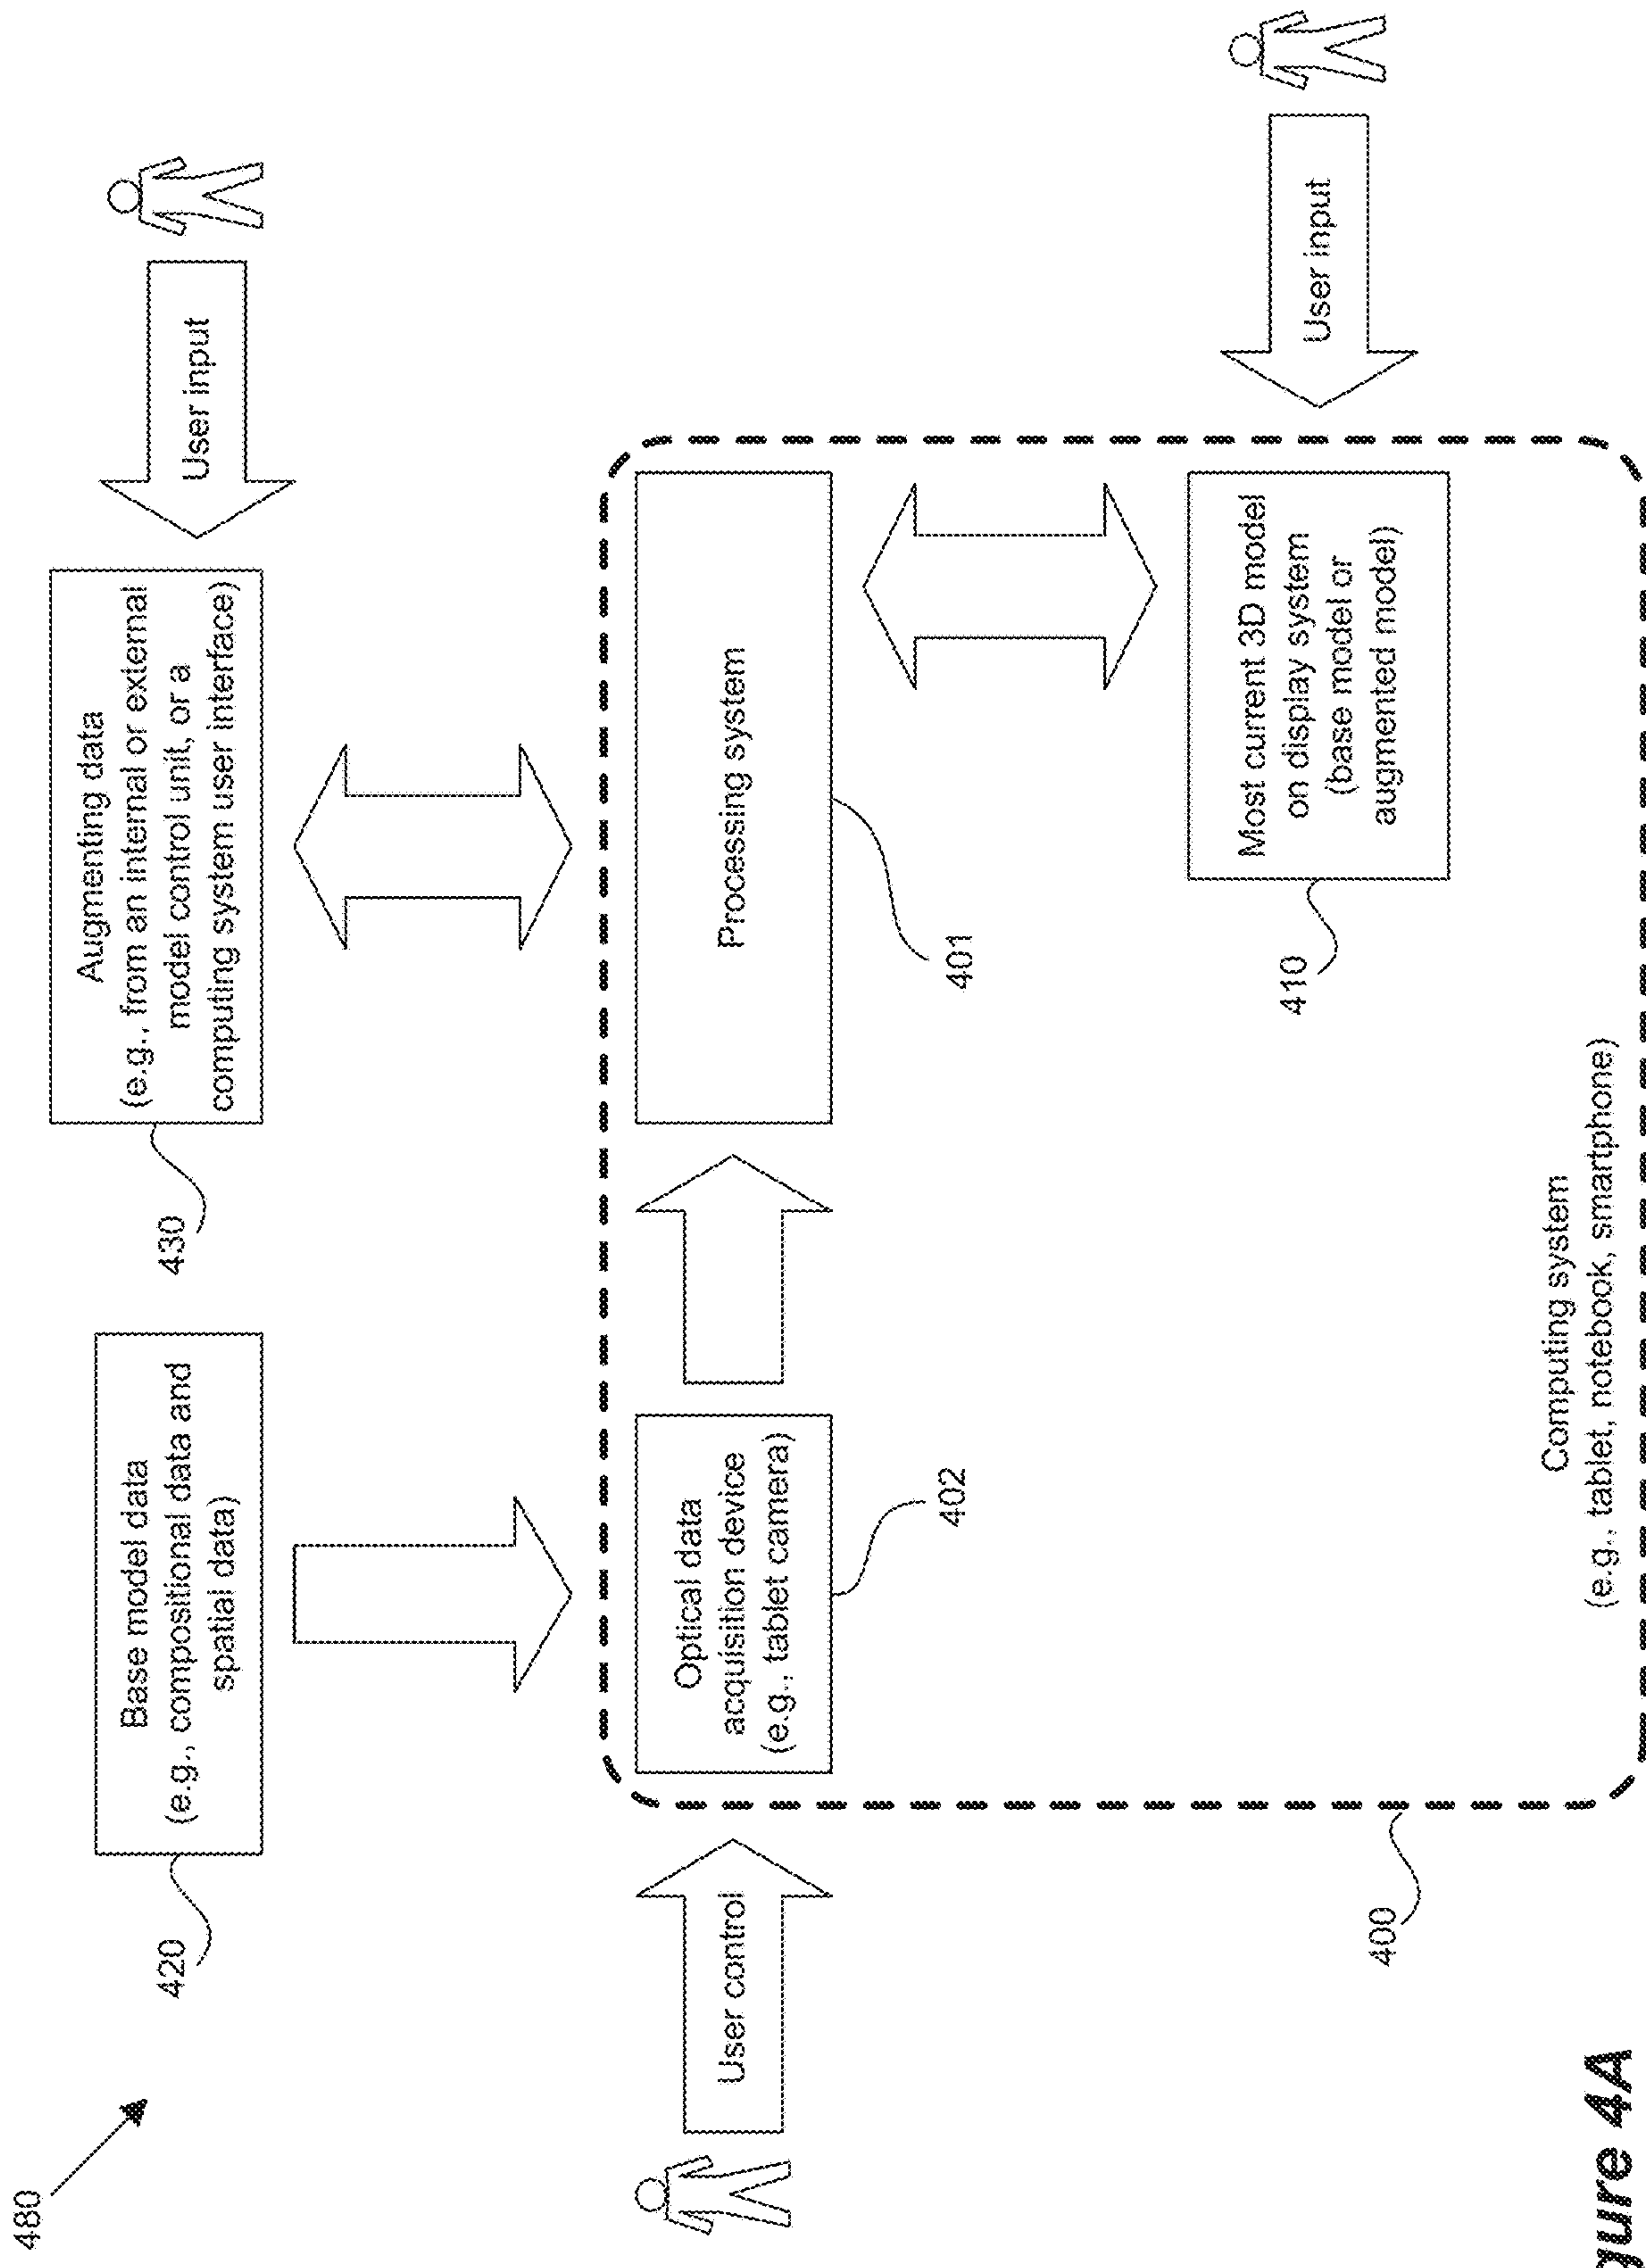 480
420
Base model data
(e.g., compositional data and
spatial data)
430
Augmenting data
(e.g., from an internal or external
model control unit, or a
computing system user interface)
User input
User control
Optical data
acquisition device
(e.g., tablet camera)
402
Processing system
401
410
Most current 3D model
on display system
(base model or
augmented model)
User input
400
Computing system
(e.g., tablet, notebook, smartphone)
gure 4A